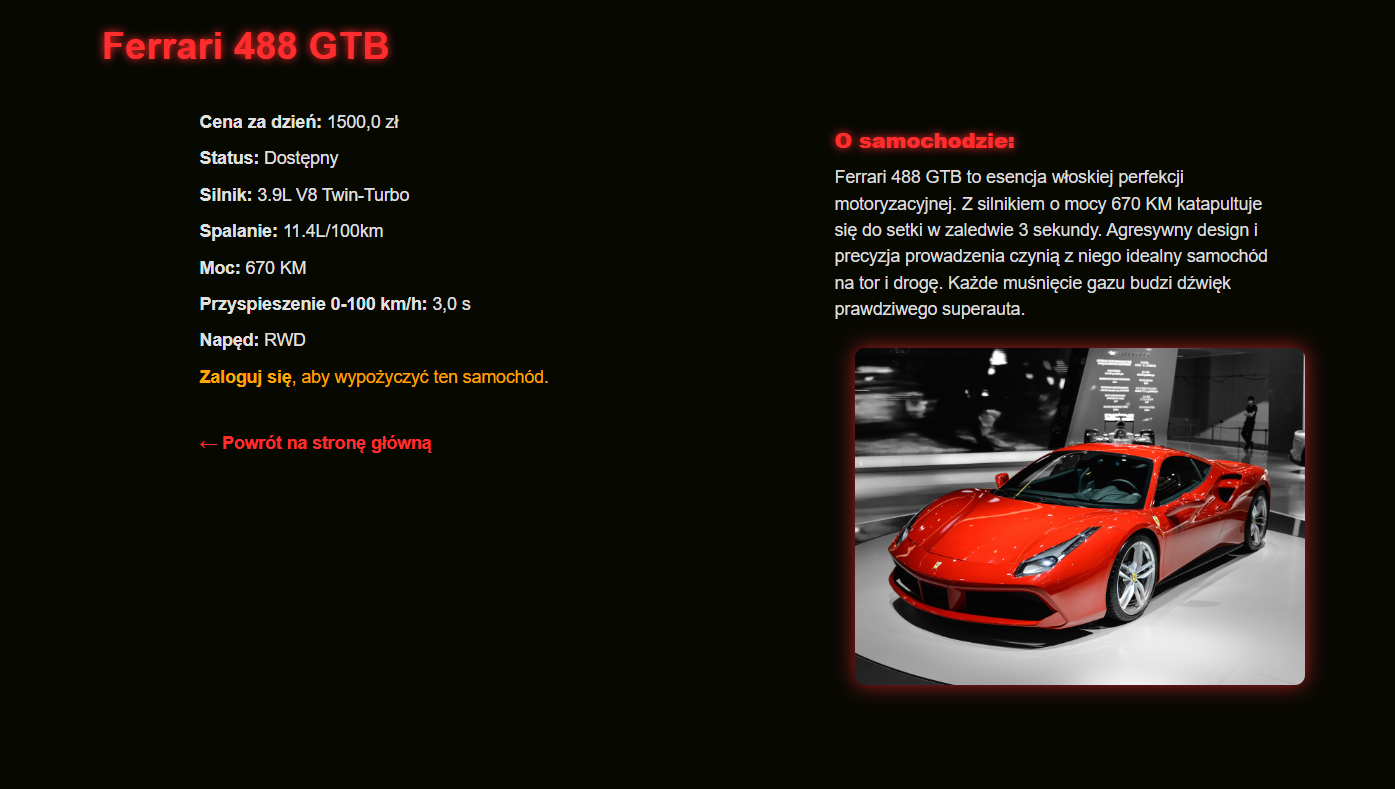 Ferrari 488 GTB
Cena za dzień: 1500,0 zł
Status: Dostępny
Silnik: 3.9L V8 Twin-Turbo
Spalanie: 11.4L/100km
Moc: 670 KM
Przyspieszenie 0-100 km/h: 3,0 s
Napęd: RWD
Zaloguj się, aby wypożyczyć ten samochód.
← Powrót na stronę główną
O samochodzie:
Ferrari 488 GTB to esencja włoskiej perfekcji
motoryzacyjnej. Z silnikiem o mocy 670 KM katapultuje
się do setki w zaledwie 3 sekundy. Agresywny design i
precyzja prowadzenia czynią z niego idealny samochód
na tor i drogę. Każde muśnięcie gazu budzi dźwięk
prawdziwego superauta.